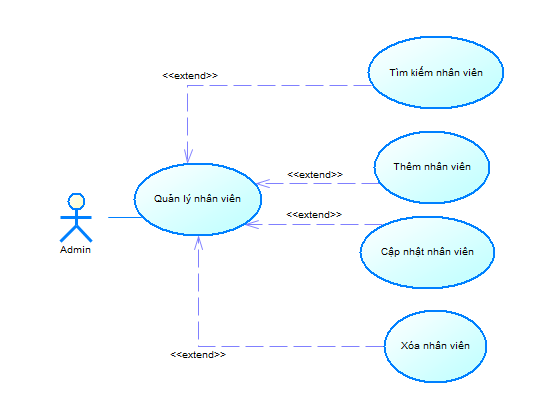 Tìm kiếm nhân viên
<<extend>>
Thêm nhân viên
<<extend>>
Quản lý nhân viên
<<extend>>
Admin
Cập nhật nhân viên
Xóa nhân viên
<<extend>>